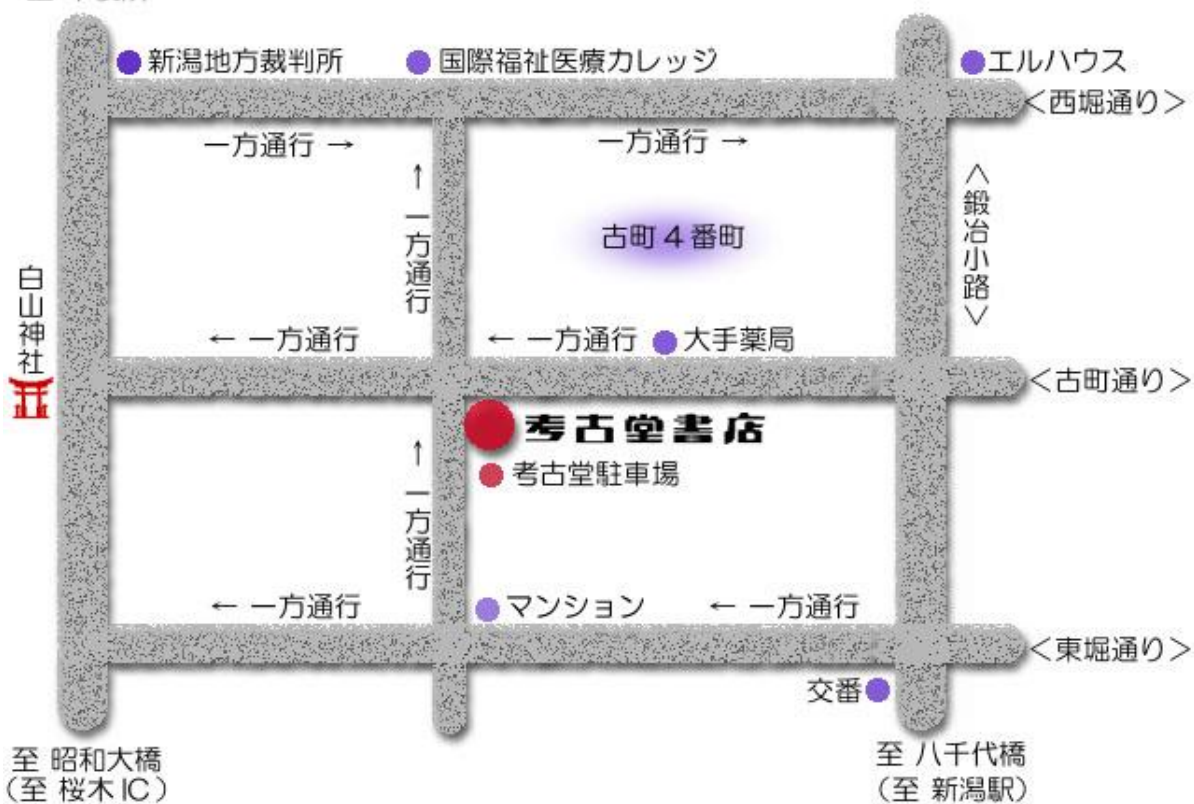 新潟地方裁判所
国際福祉医療カレッジ
エルハウス
＜西堀通り＞
一方通行 →
一方通行 →
↑ 一方通行
古町４番町
＜鍛冶小路＞
白山神社
← 一方通行
← 一方通行
大手薬局
＜古町通り＞
考古堂書店
考古堂駐車場
↑ 一方通行
← 一方通行
マンション
← 一方通行
＜東堀通り＞
交番
至 昭和大橋
（至 桜木IC）
至 八千代橋
（至 新潟駅）